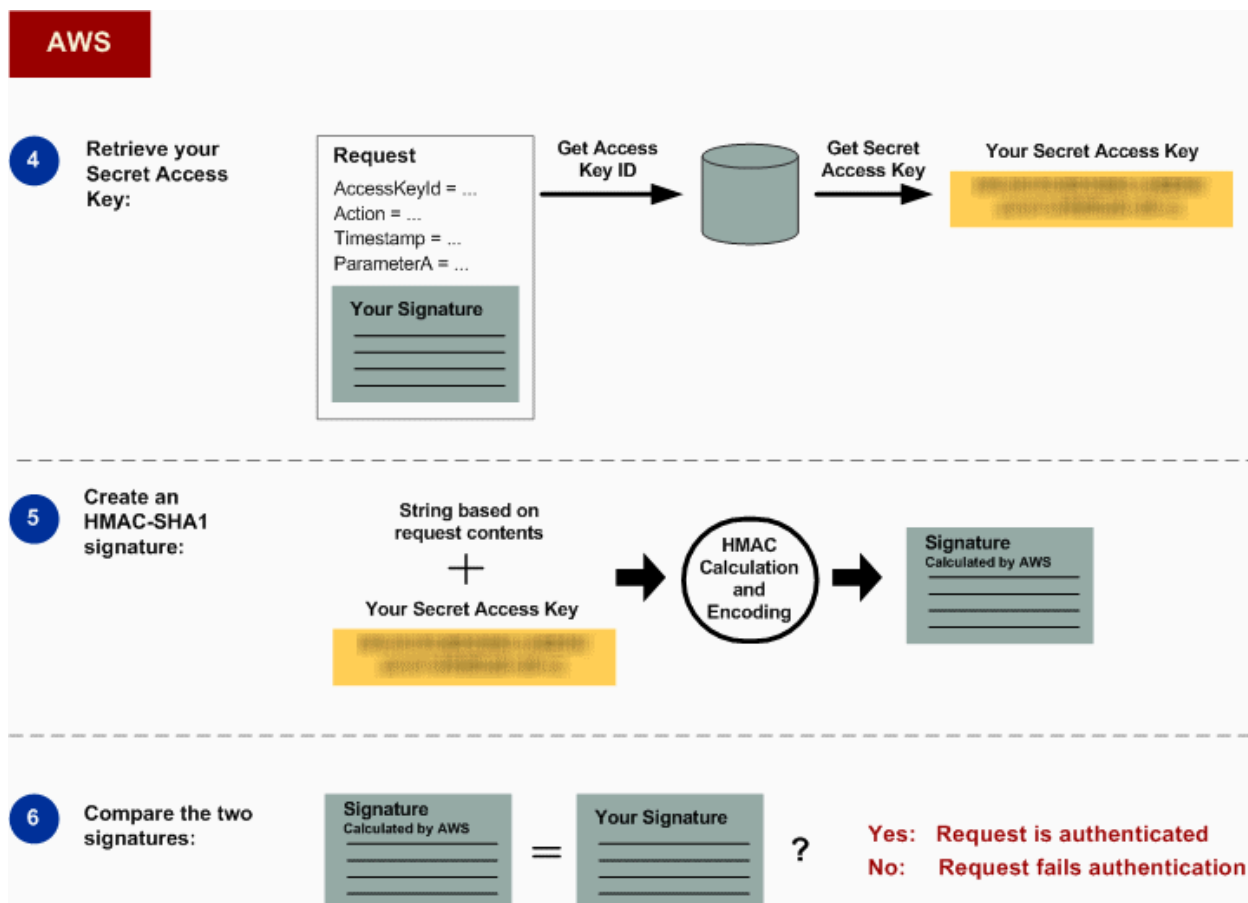 AWS
4
Retrieve your
Secret Access
Key:
Request
AccessKeyId = ...
Action = ...
Timestamp = ...
ParameterA = ...
Your Signature
Get Access
Key ID
Get Secret
Access Key
Your Secret Access Key
5
Create an
HMAC-SHA1
signature:
String based on
request contents
+
Your Secret Access Key
HMAC
Calculation
and
Encoding
Signature
Calculated by AWS
6
Compare the two
signatures:
Signature
Calculated by AWS
=
Your Signature
?
Yes: Request is authenticated
No: Request fails authentication